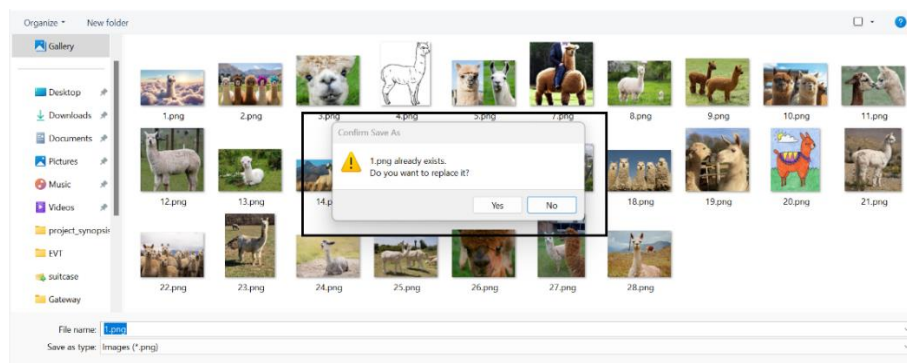 Organize
New folder
Gallery
Desktop
Downloads
Documents
Pictures
Music
Videos
project_synopsis
EVT
suitcase
Gateway
1.png
2.png
3.png
4.png
5.png
7.png
8.png
9.png
10.png
11.png
Confirm Save As
1.png already exists.
Do you want to replace it?
Yes
No
12.png
13.png
18.png
19.png
20.png
21.png
22.png
23.png
24.png
25.png
26.png
27.png
28.png
File name: 1.png
Save as type: Images (*.png)